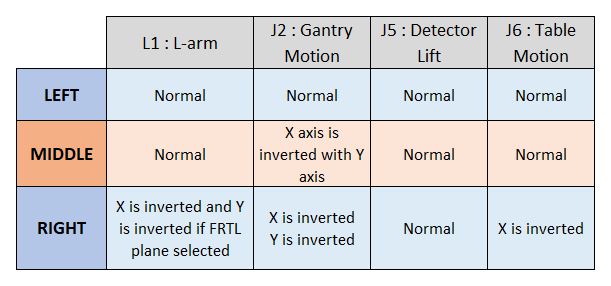 L1 : L-arm
J2 : Gantry
Motion
J5 : Detector
Lift
J6 : Table
Motion
LEFT
Normal
Normal
Normal
Normal
MIDDLE
Normal
X axis is
inverted with Y
axis
Normal
Normal
RIGHT
X is inverted and Y
is inverted if FRTL
plane selected
X is inverted
Y is inverted
Normal
X is inverted